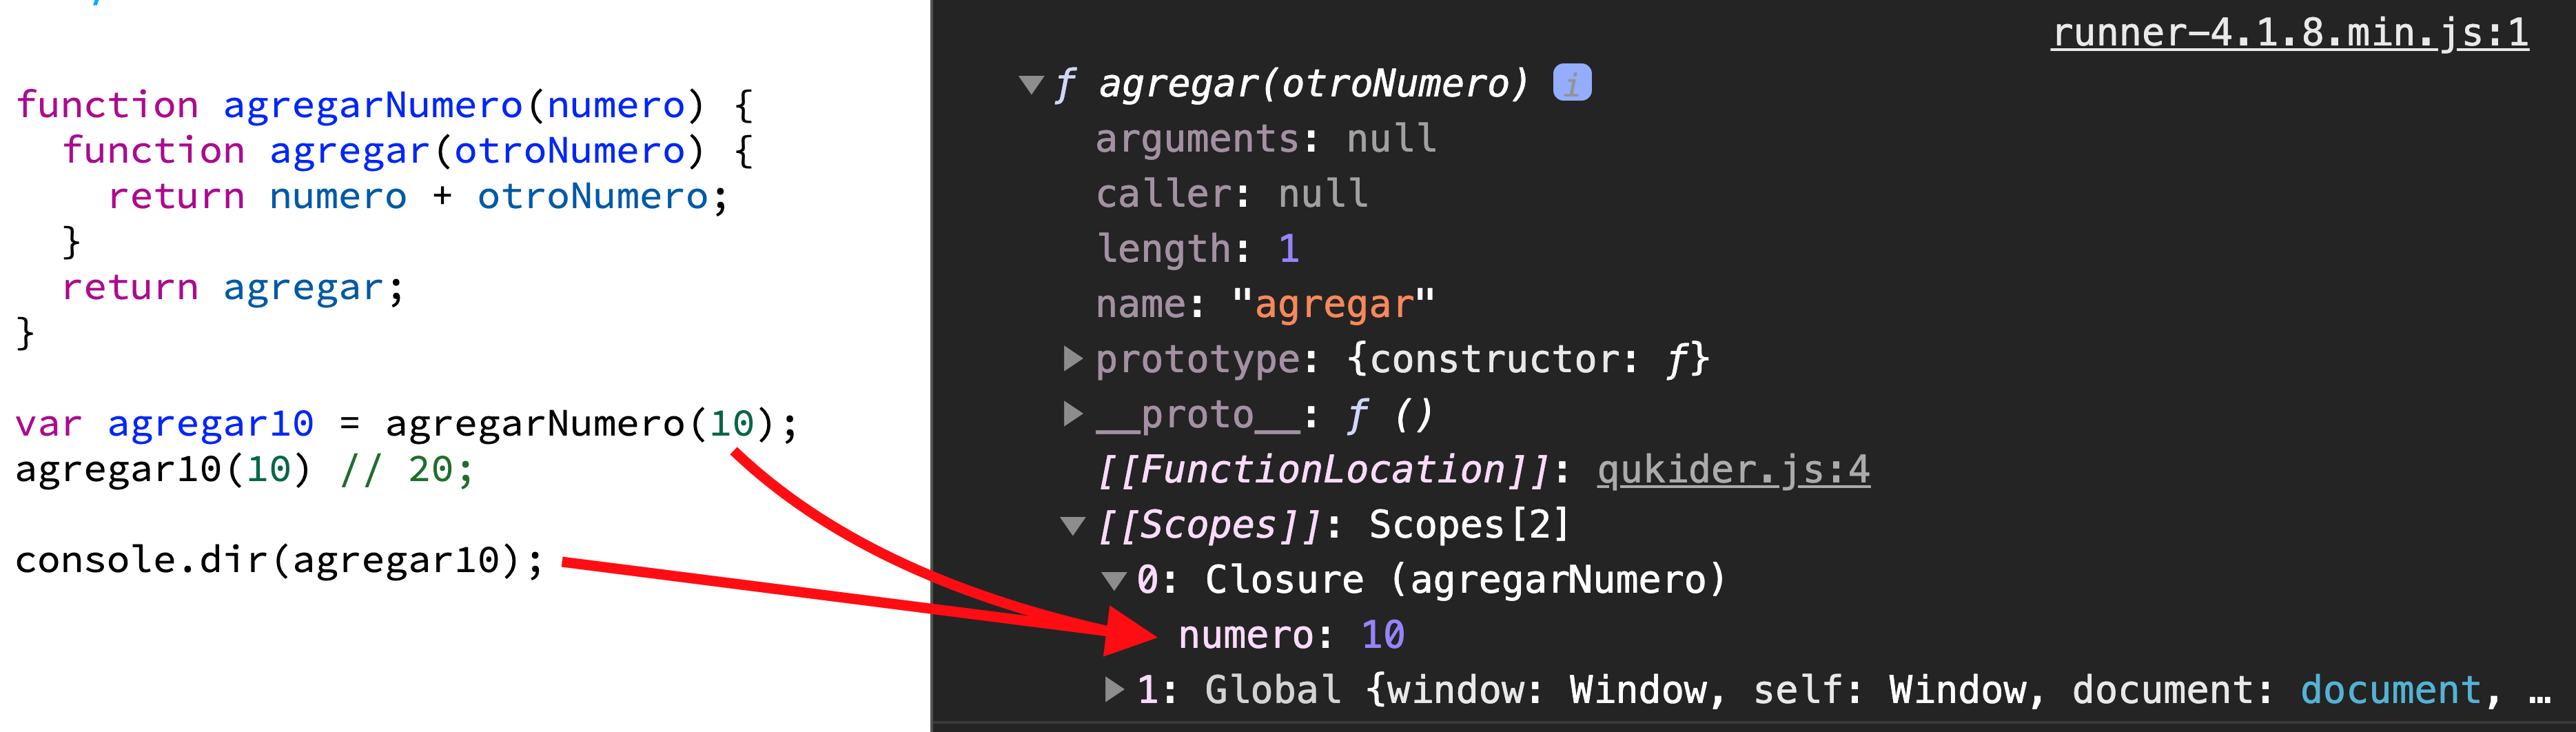 function agregarNumero(numero) {
function agregar(otroNumero) {
return numero + otroNumero;
}
return agregar;
}
var agregar10 = agregarNumero(10);
agregar10(10) // 20;
console.dir(agregar10);
runner-4.1.8.min.js:1
▼ƒ agregar(otroNumero) i
arguments: null
caller: null
length: 1
name: "agregar"
▶prototype: {constructor: ƒ}
▶__proto__: ƒ ()
[[FunctionLocation]]: qukider.js:4
▼[[Scopes]]: Scopes[2]
▼0: Closure (agregarNumero)
numero: 10
▶1: Global {window: Window, self: Window, document: document, …